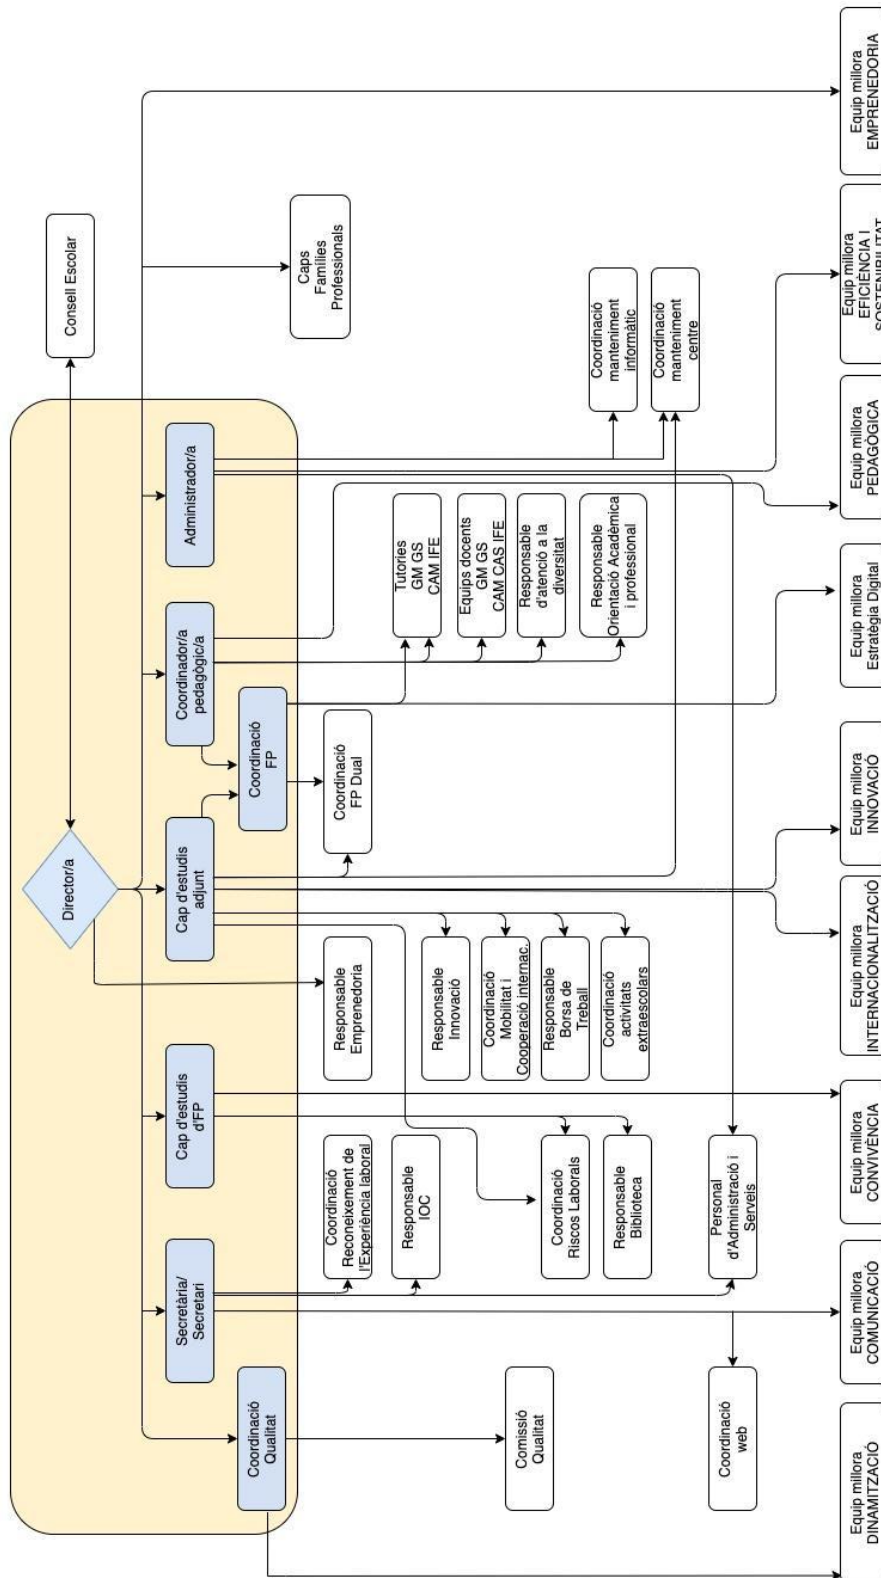 Consell Escolar
Director/a
Coordinació
Qualitat
Secretària/
Secretari
Cap d'estudis
d'FP
Cap d'estudis
adjunt
Coordinador/a
pedagògic/a
Administrador/a
Coordinació
FP
Caps
Famílies
Professionals
Coordinació
Reconeixement de
l'Experiència laboral
Responsable
IOC
Responsable
Emprenedoria
Coordinació
FP Dual
Tutories
GM GS
CAM IFE
Equips docents
GM GS
CAM CAS IFE
Responsable
d'atenció a la
diversitat
Responsable
Orientació Acadèmica
i professional
Responsable
Innovació
Coordinació
Mobilitat i
Cooperació internac.
Responsable
Borsa de
Treball
Coordinació
activitats
extraescolars
Comissió
Qualitat
Coordinació
Riscos Laborals
Responsable
Biblioteca
Coordinació
manteniment
informàtic
Coordinació
manteniment
centre
Coordinació
web
Personal
d'Administració i
Serveis
Equip millora
DINAMITZACIÓ
Equip millora
COMUNICACIÓ
Equip millora
CONVIVÈNCIA
Equip millora
INTERNACIONALITZACIÓ
Equip millora
INNOVACIÓ
Equip millora
Estratègia Digital
Equip millora
PEDAGÒGICA
Equip millora
EFICIÈNCIA I
SOSTENIBILITAT
Equip millora
EMPRENEDORIA